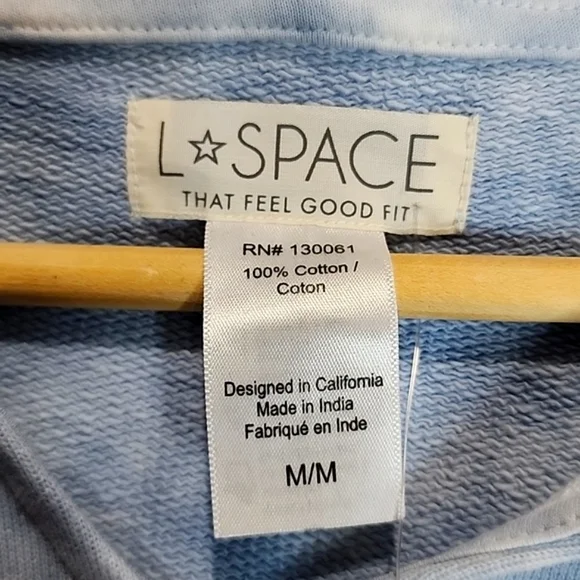 L☆SPACE
THAT FEEL GOOD FIT
RN# 130061
100% Cotton /
Coton
Designed in California
Made in India
Fabriqué en Inde
M/M